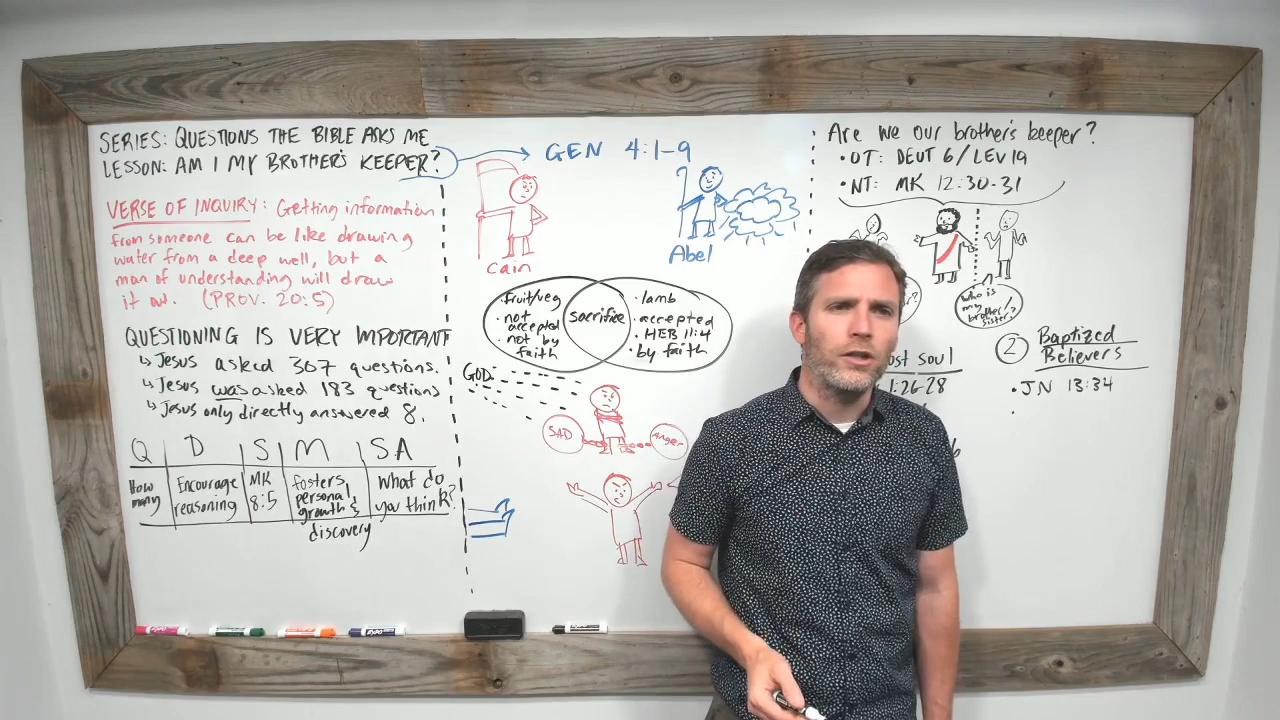 SERIES: QUESTIONS THE BIBLE ASKS ME
LESSON: AM I MY BROTHER'S KEEPER?
VERSE OF INQUIRY: Getting information
from someone can be like drawing
water from a deep well, but a
man of understanding will draw
it out. (PROV. 20:5)
QUESTIONING IS VERY IMPORTANT
Jesus asked 307 questions.
Jesus was asked 183 questions
Jesus only directly answered 8.
Q D S M SA
How many
Encourage reasoning
MK 8:5
fosters personal growth & discovery
what do you think?
GEN 4:1-9
Cain
Abel
• fruit/veg
• not accepted
• not by faith
sacrifice
• lamb
• accepted
• HEB 11:4
• by faith
GOD
SAD
Anger
Are we our brother's keeper?
• OT: DEUT 6/LEV 19
• NT: MK 12:30-31
who is
my
brother/
sister?
ost soul
1:26-28
② Baptized
Believers
• JN 13:34
EXPO